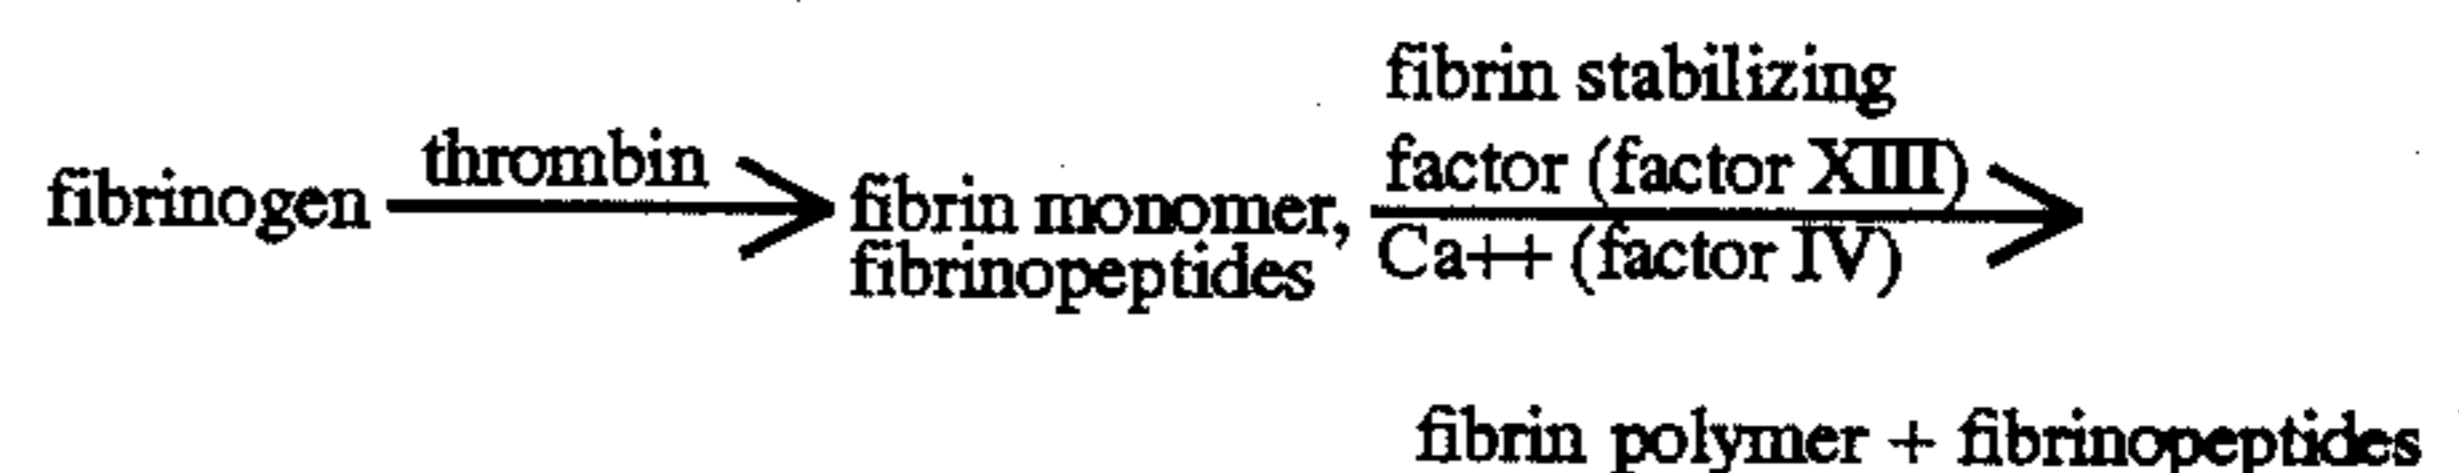 fibrinogen
thrombin
fibrin monomer,
fibrinopeptides
fibrin stabilizing
factor (factor XIII)
Ca++ (factor IV)
fibrin polymer + fibrinopeptides